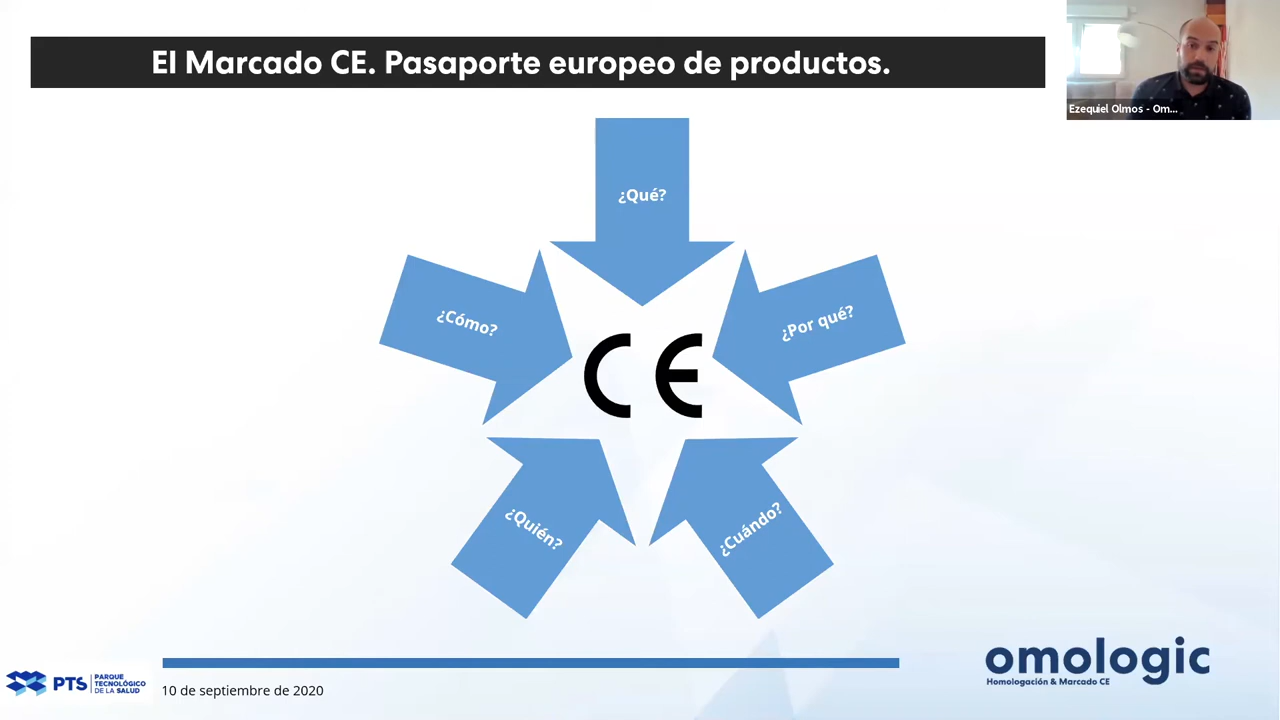 El Marcado CE. Pasaporte europeo de productos.
Ezequiel Olmos - Om...
¿Qué?
¿Cómo?
¿Por qué?
CE
¿Quién?
¿Cuándo?
PTS PARQUE
TECNOLÓGICO
DE LA SALUD
10 de septiembre de 2020
omologic
Homologación & Marcado CE